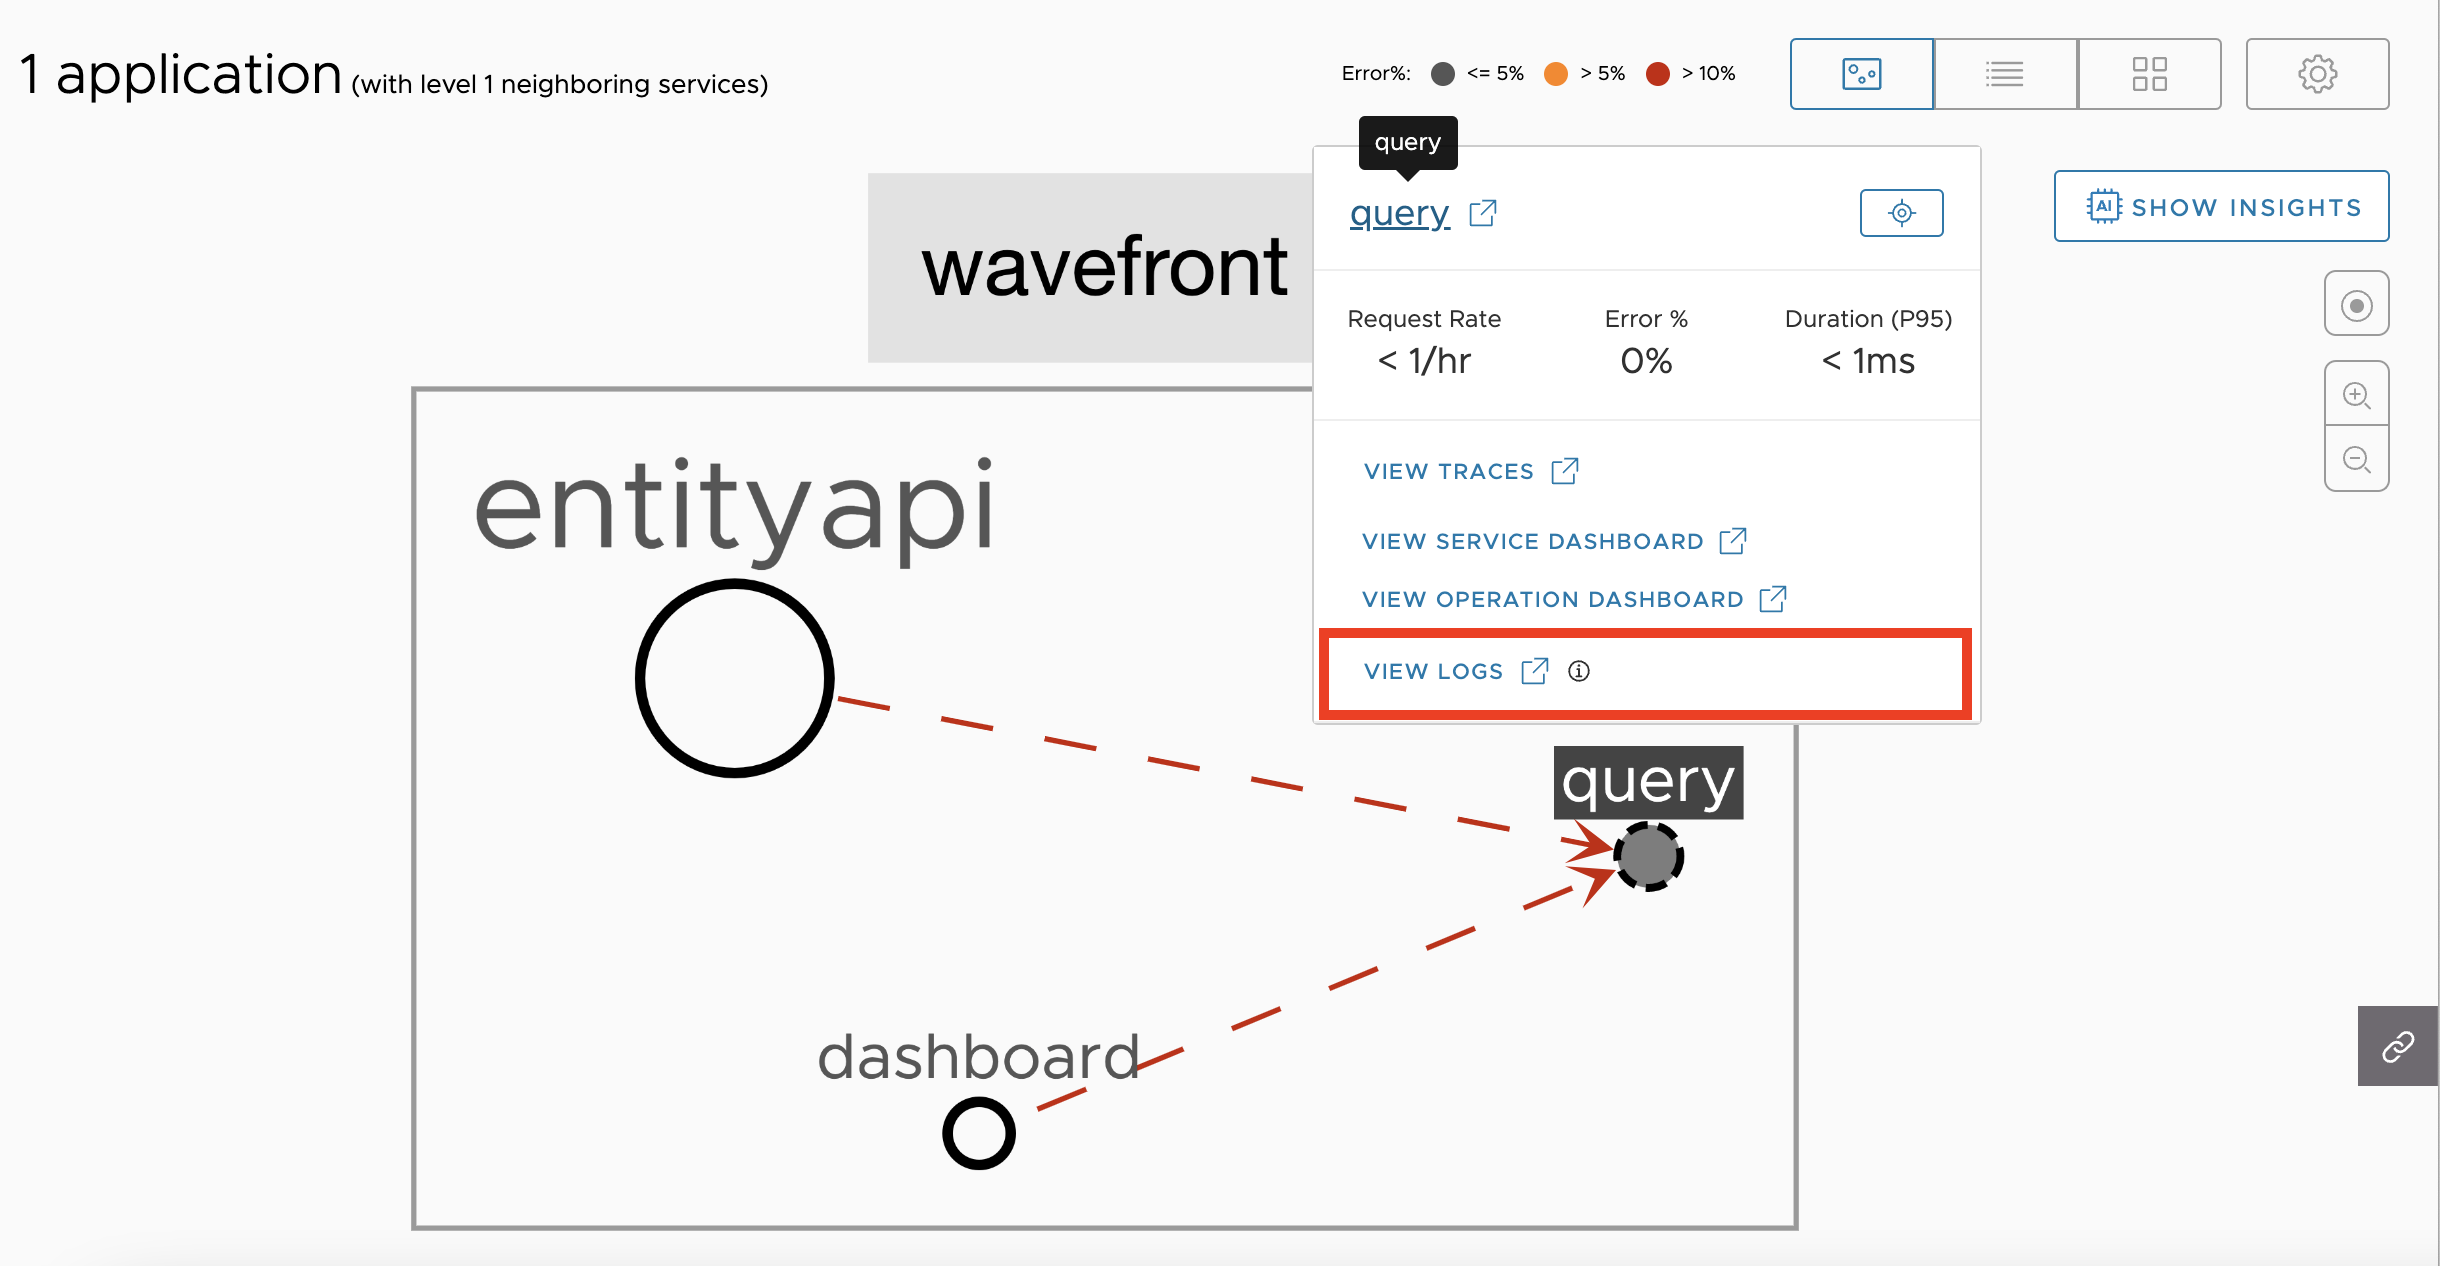 1 application (with level 1 neighboring services)
Error%: <= 5% > 5% > 10%
query
query
AI SHOW INSIGHTS
wavefront
Request Rate Error % Duration (P95)
< 1/hr 0% < 1ms
VIEW TRACES
VIEW SERVICE DASHBOARD
VIEW OPERATION DASHBOARD
VIEW LOGS
entityapi
query
dashboard